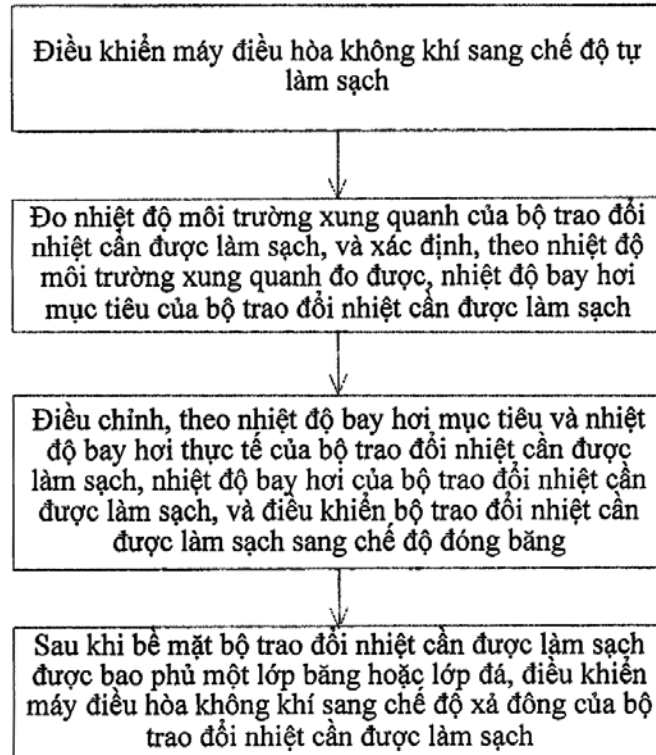 Điều khiển máy điều hòa không khí sang chế độ tự
làm sạch
Đo nhiệt độ môi trường xung quanh của bộ trao đổi
nhiệt cần được làm sạch, và xác định, theo nhiệt độ
môi trường xung quanh đo được, nhiệt độ bay hơi
mục tiêu của bộ trao đổi nhiệt cần được làm sạch
Điều chỉnh, theo nhiệt độ bay hơi mục tiêu và nhiệt
độ bay hơi thực tế của bộ trao đổi nhiệt cần được
làm sạch, nhiệt độ bay hơi của bộ trao đổi nhiệt cần
được làm sạch, và điều khiển bộ trao đổi nhiệt cần
được làm sạch sang chế độ đóng băng
Sau khi bề mặt bộ trao đổi nhiệt cần được làm sạch
được bao phủ một lớp băng hoặc lớp đá, điều khiển
máy điều hòa không khí sang chế độ xả đông của bộ
trao đổi nhiệt cần được làm sạch